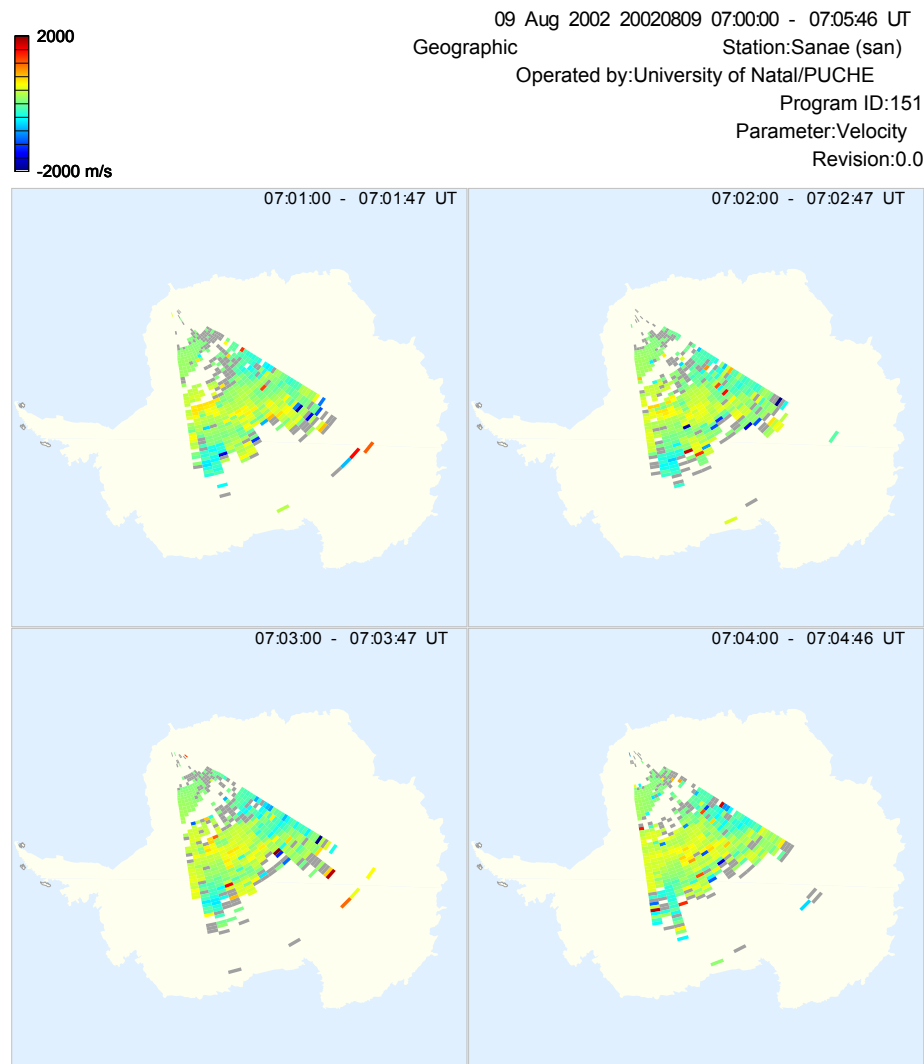 09 Aug 2002 20020809 07:00:00 - 07:05:46 UT
Geographic Station:Sanae (san)
Operated by:University of Natal/PUCHE
Program ID:151
Parameter:Velocity
Revision:0.0
2000
-2000 m/s
07:01:00 - 07:01:47 UT
07:02:00 - 07:02:47 UT
07:03:00 - 07:03:47 UT
07:04:00 - 07:04:46 UT